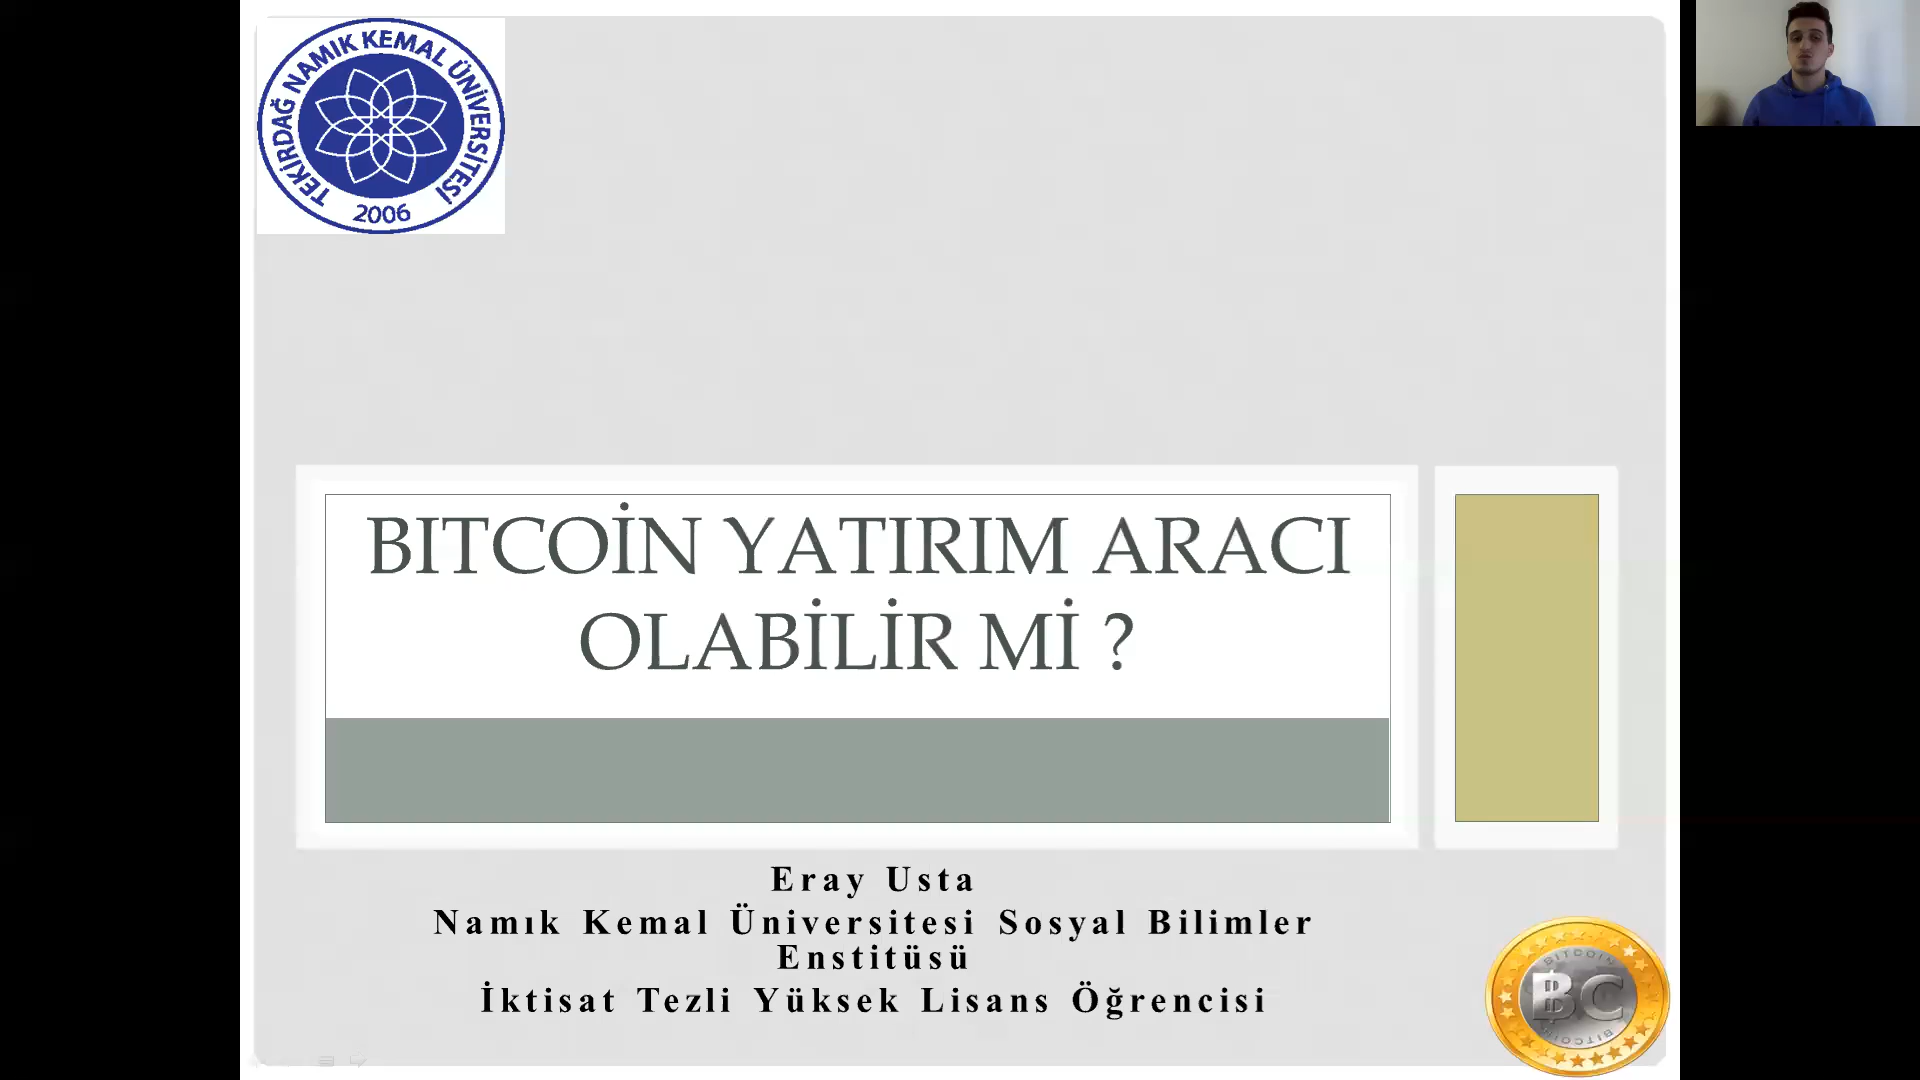 TEKİRDAĞ NAMIK KEMAL ÜNİVERSİTESİ
2006
BITCOİN YATIRIM ARACI
OLABİLİR Mİ ?
Eray Usta
Namık Kemal Üniversitesi Sosyal Bilimler
Enstitüsü
İktisat Tezli Yüksek Lisans Öğrencisi
BITCOIN
BC
BITCOIN